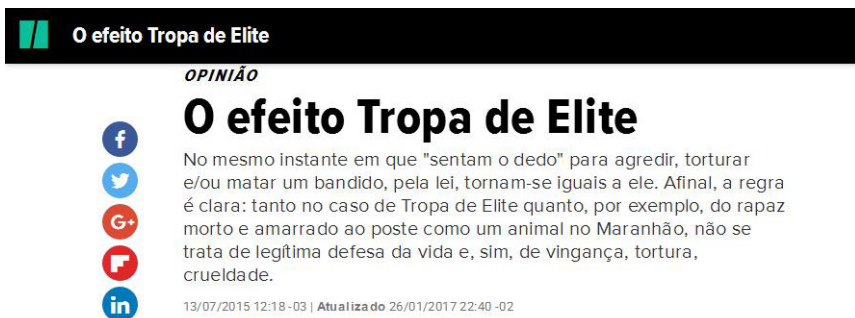 O efeito Tropa de Elite
OPINIÃO
O efeito Tropa de Elite
No mesmo instante em que "sentam o dedo" para agredir, torturar
e/ou matar um bandido, pela lei, tornam-se iguais a ele. Afinal, a regra
é clara: tanto no caso de Tropa de Elite quanto, por exemplo, do rapaz
morto e amarrado ao poste como um animal no Maranhão, não se
trata de legítima defesa da vida e, sim, de vingança, tortura,
crueldade.
13/07/2015 12:18 -03 | Atualizado 26/01/2017 22:40 -02